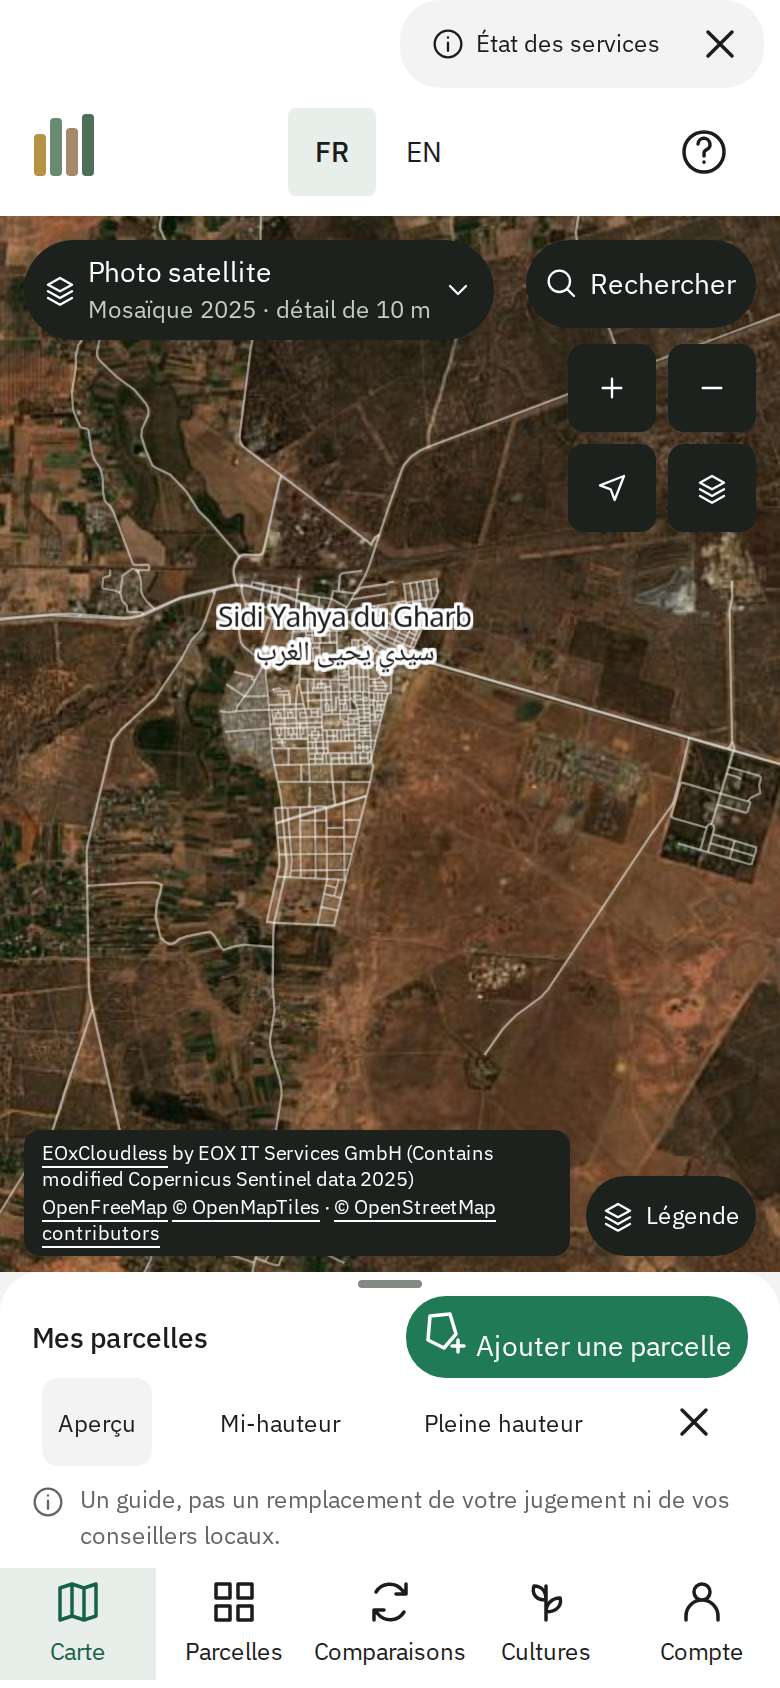 État des services
FR
EN
Photo satellite
Mosaïque 2025 · détail de 10 m
Rechercher
Sidi Yahya du Gharb
سيدي يحيى الغرب
EOxCloudless by EOX IT Services GmbH (Contains
modified Copernicus Sentinel data 2025)
OpenFreeMap © OpenMapTiles · © OpenStreetMap
contributors
Légende
Mes parcelles
Ajouter une parcelle
Aperçu
Mi-hauteur
Pleine hauteur
Un guide, pas un remplacement de votre jugement ni de vos
conseillers locaux.
Carte
Parcelles
Comparaisons
Cultures
Compte